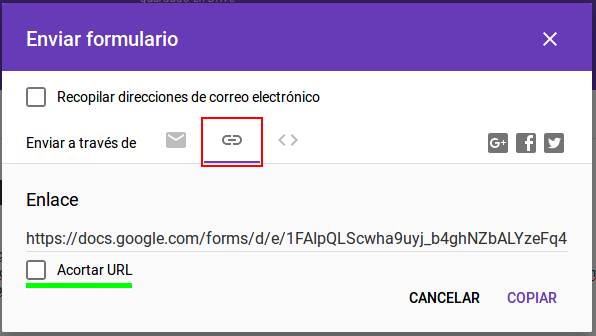 Enviar formulario
Recopilar direcciones de correo electrónico
Enviar a través de
Enlace
https://docs.google.com/forms/d/e/1FAIpQLScwha9uyj_b4ghNZbALYzeFq4
Acortar URL
CANCELAR COPIAR